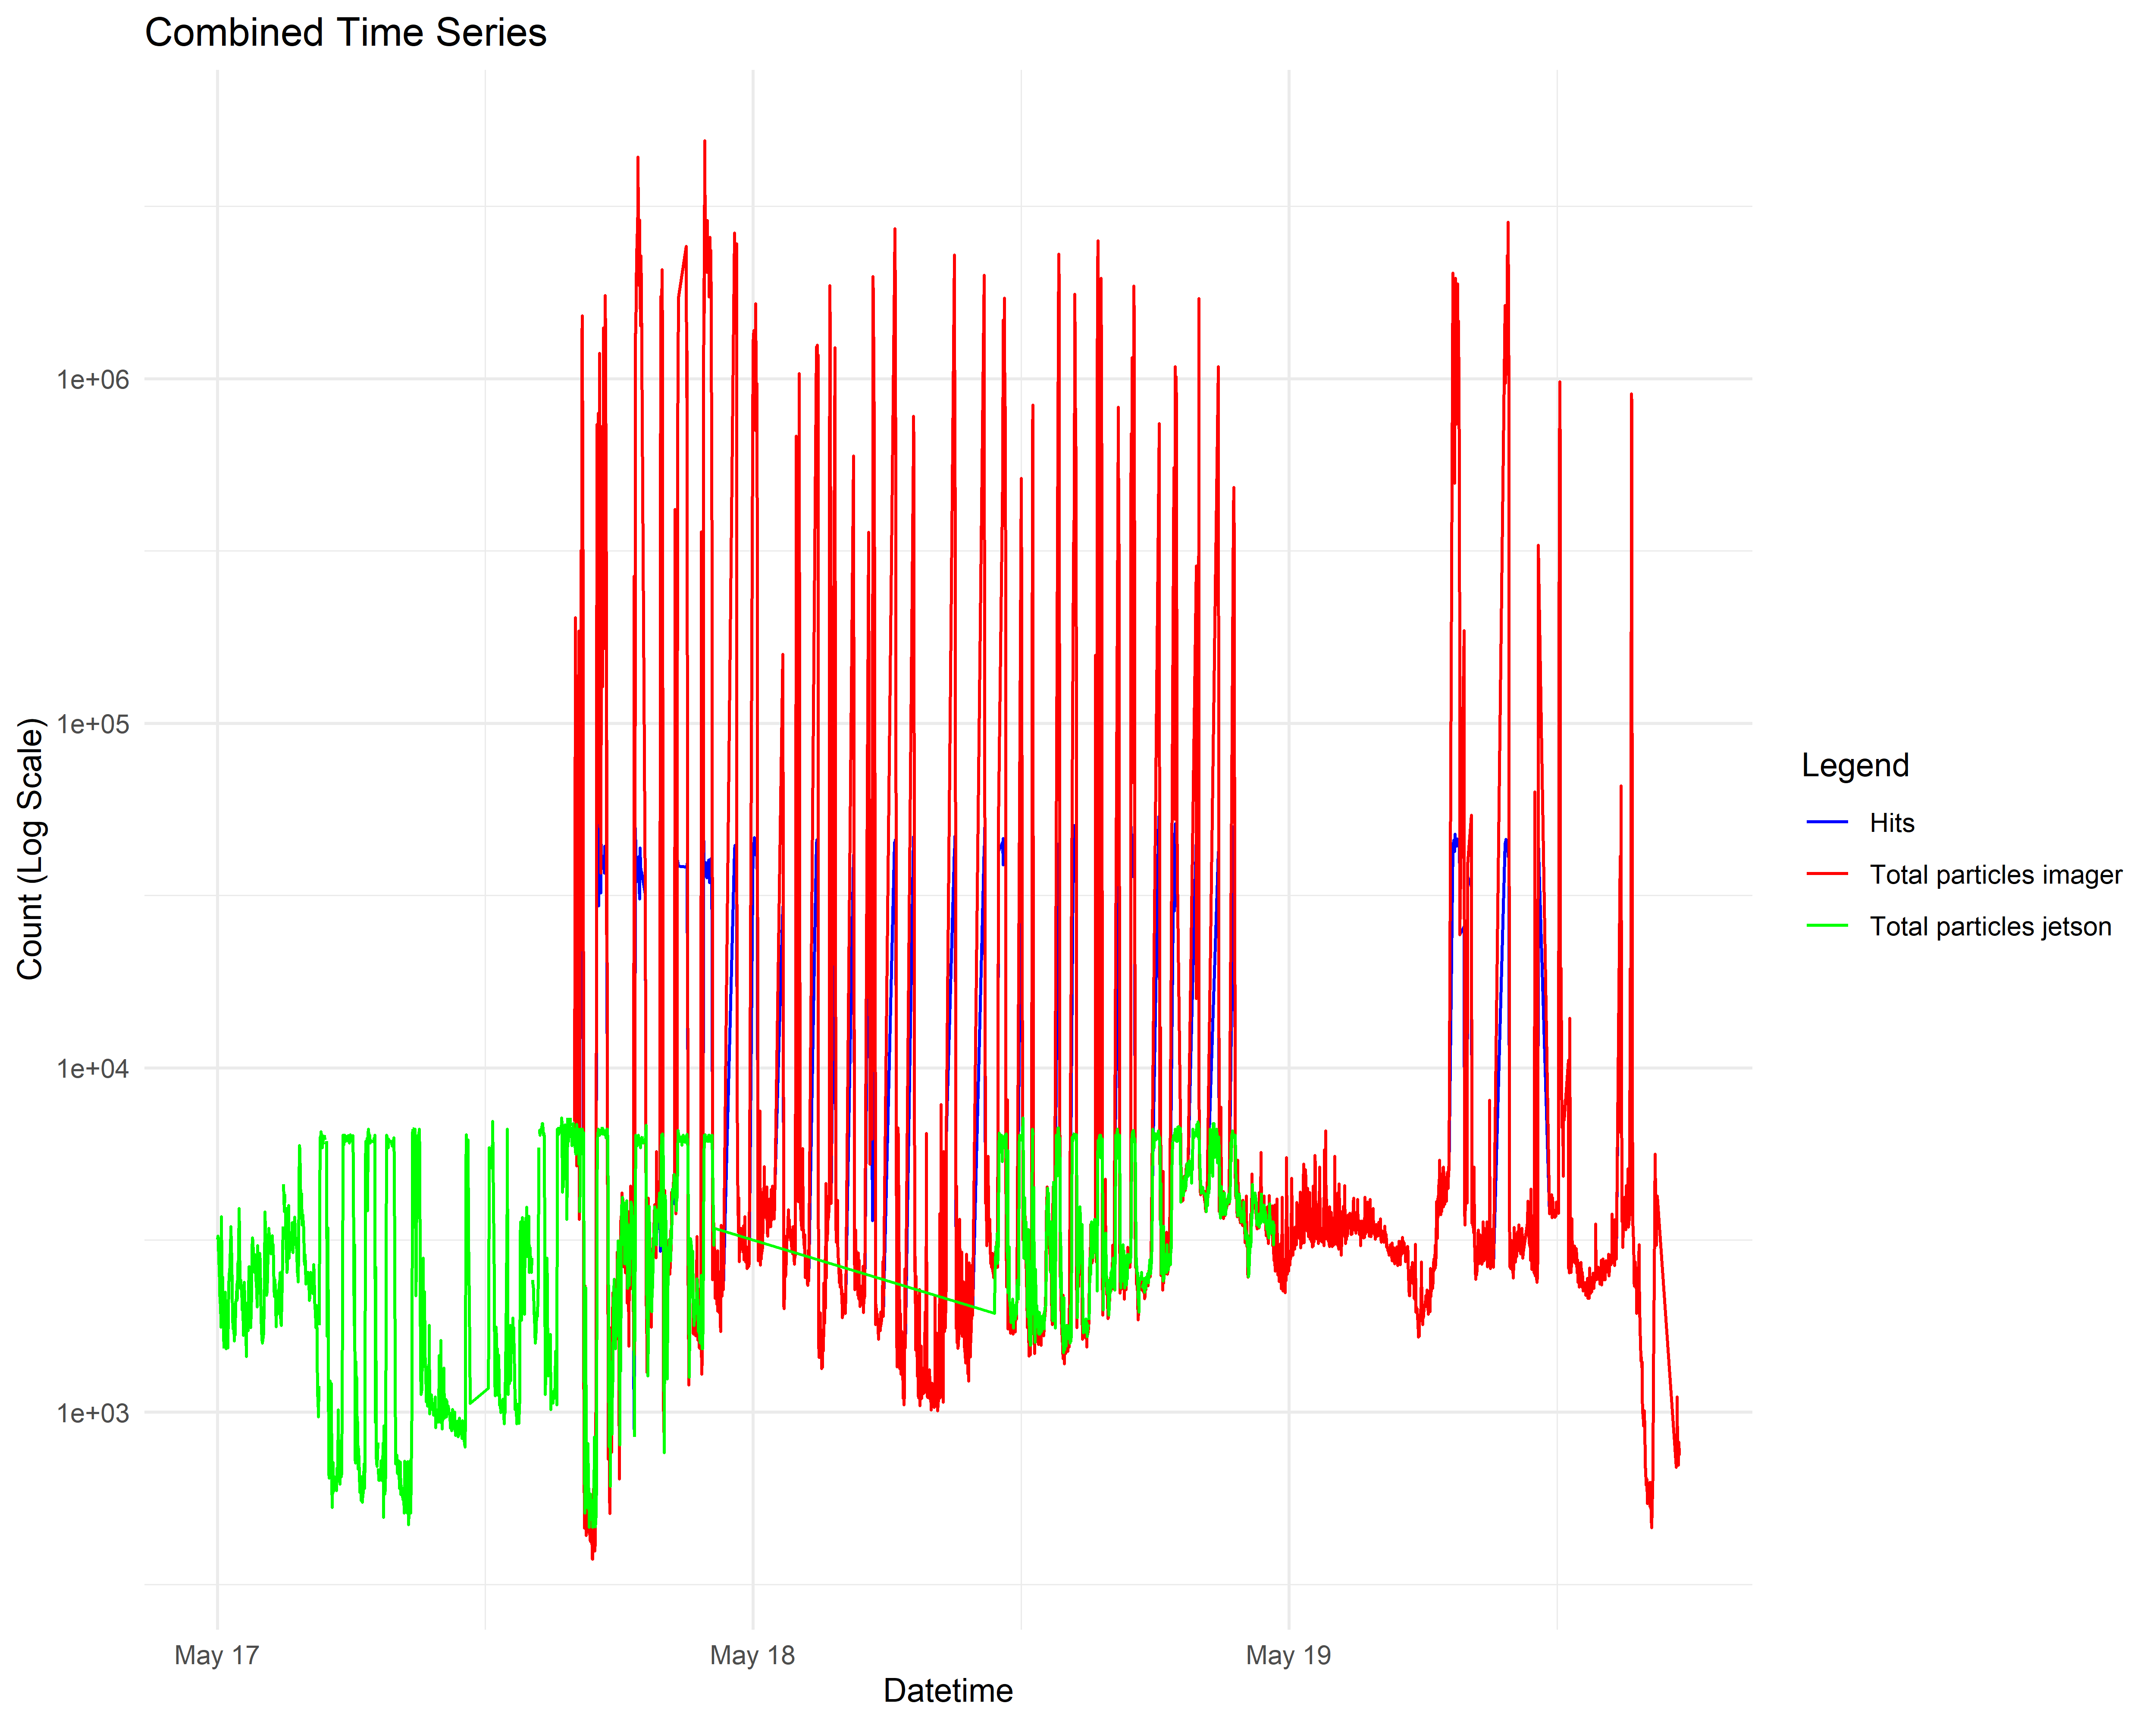 Combined Time Series
Count (Log Scale)
1e+06
1e+05
1e+04
1e+03
May 17
May 18
May 19
Datetime
Legend
Hits
Total particles imager
Total particles jetson